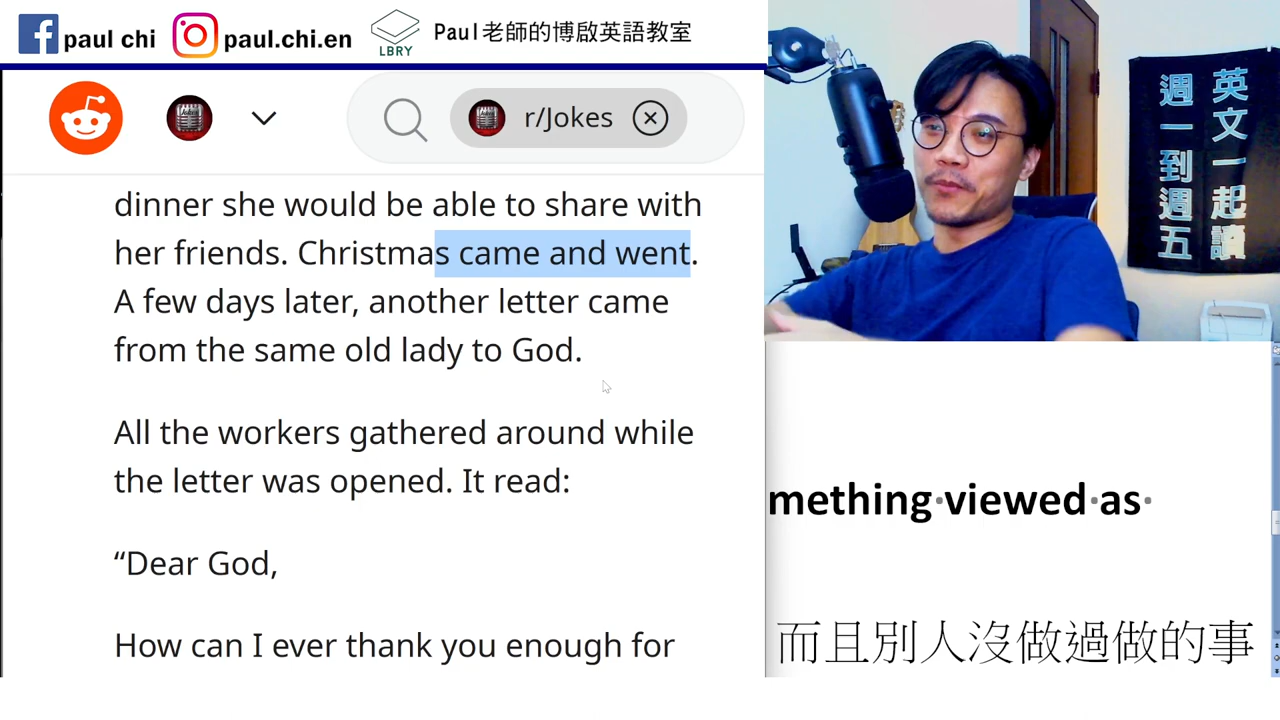 paul chi
paul.chi.en
LBRY
Paul老師的博啟英語教室
r/Jokes
dinner she would be able to share with
her friends. Christmas came and went.
A few days later, another letter came
from the same old lady to God.
All the workers gathered around while
the letter was opened. It read:
“Dear God,
How can I ever thank you enough for
英文一起讀
週一到週五
mething·viewed·as·
而且別人沒做過做的事